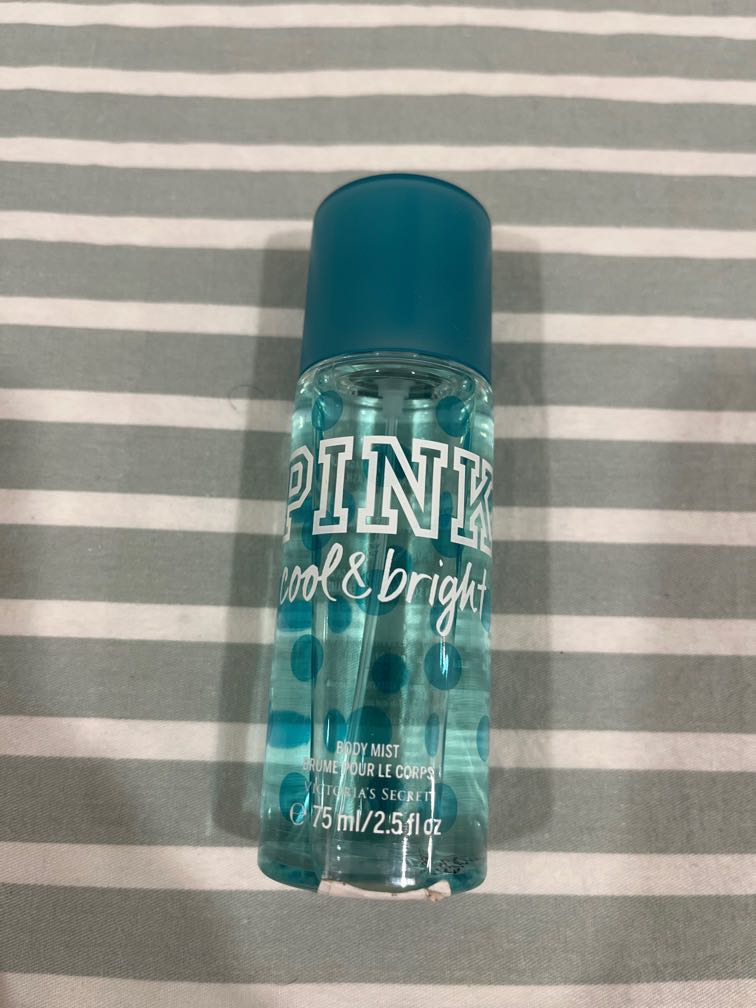 PINK
cool & bright
BODY MIST
BRUME POUR LE CORPS
VICTORIA'S SECRET
℮ 75 ml/2.5 fl oz